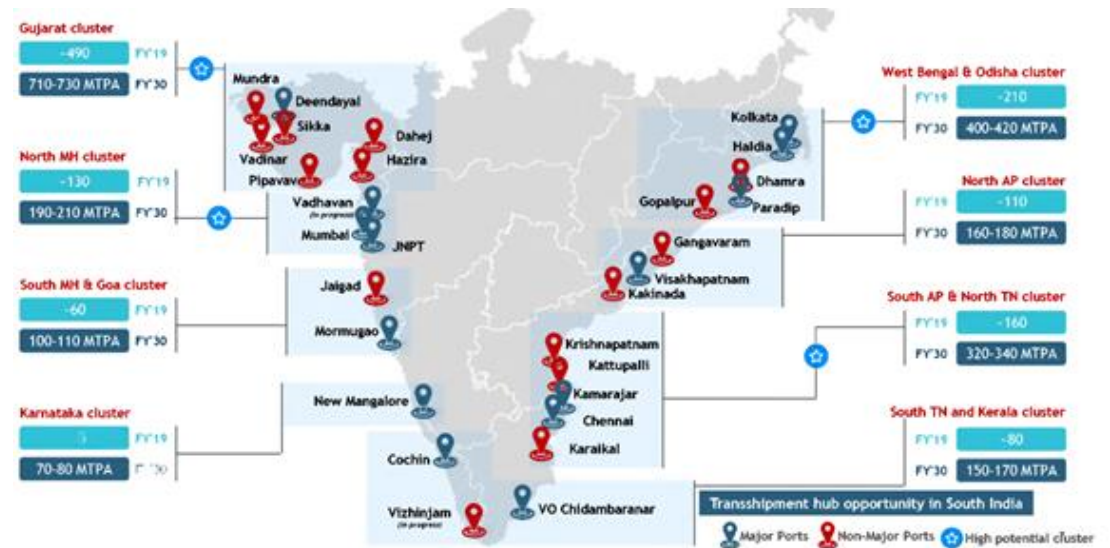 Gujarat cluster
~490 FY'19
710-730 MTPA FY'30
North MH cluster
~130 FY'19
190-210 MTPA FY'30
South MH & Goa cluster
~60 FY'19
100-110 MTPA FY'30
Karnataka cluster
FY'19
70-80 MTPA
Mundra
Deendayal
Sikka
Vadinar
Pipavav
Dahej
Hazira
Vadhavan
(In progress)
Mumbai
JNPT
Jaigad
Mormugao
New Mangalore
Cochin
Vizhinjam
(In progress)
VO Chidambaranar
Kolkata
Haldia
Dhamra
Paradip
Gopalpur
Gangavaram
Visakhapatnam
Kakinada
Krishnapatnam
Kattupalli
Kamarajar
Chennai
Karaikal
West Bengal & Odisha cluster
FY'19 ~210
FY'30 400-420 MTPA
North AP cluster
FY'19 ~110
FY'30 160-180 MTPA
South AP & North TN cluster
FY'19 ~160
FY'30 320-340 MTPA
South TN and Kerala cluster
FY'19 ~80
FY'30 150-170 MTPA
Transshipment hub opportunity in South India
Major Ports
Non-Major Ports
High potential cluster